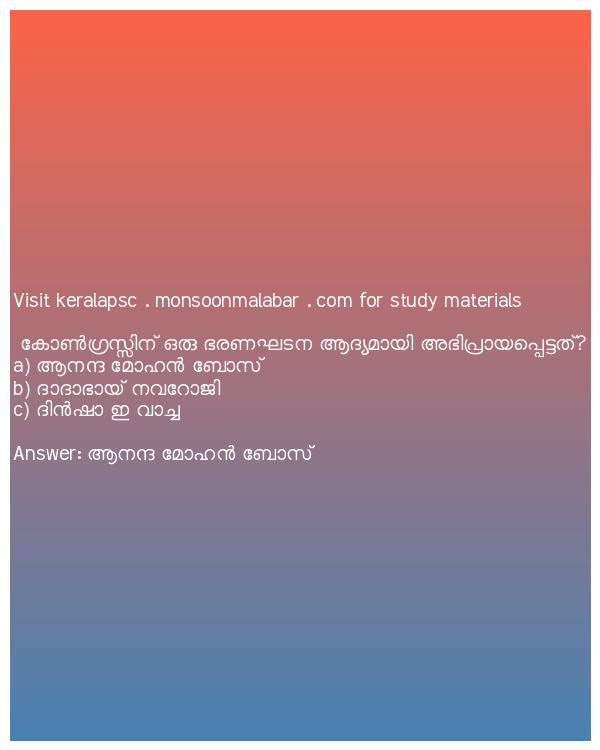 Visit keralapsc . monsoonmalabar . com for study materials
കോൺഗ്രസ്സിന് ഒരു ഭരണഘടന ആദ്യമായി അഭിപ്രായപ്പെട്ടത്?
a) ആനന്ദ മോഹൻ ബോസ്
b) ദാദാഭായ് നവറോജി
c) ദിൻഷാ ഇ വാച്ച
Answer: ആനന്ദ മോഹൻ ബോസ്